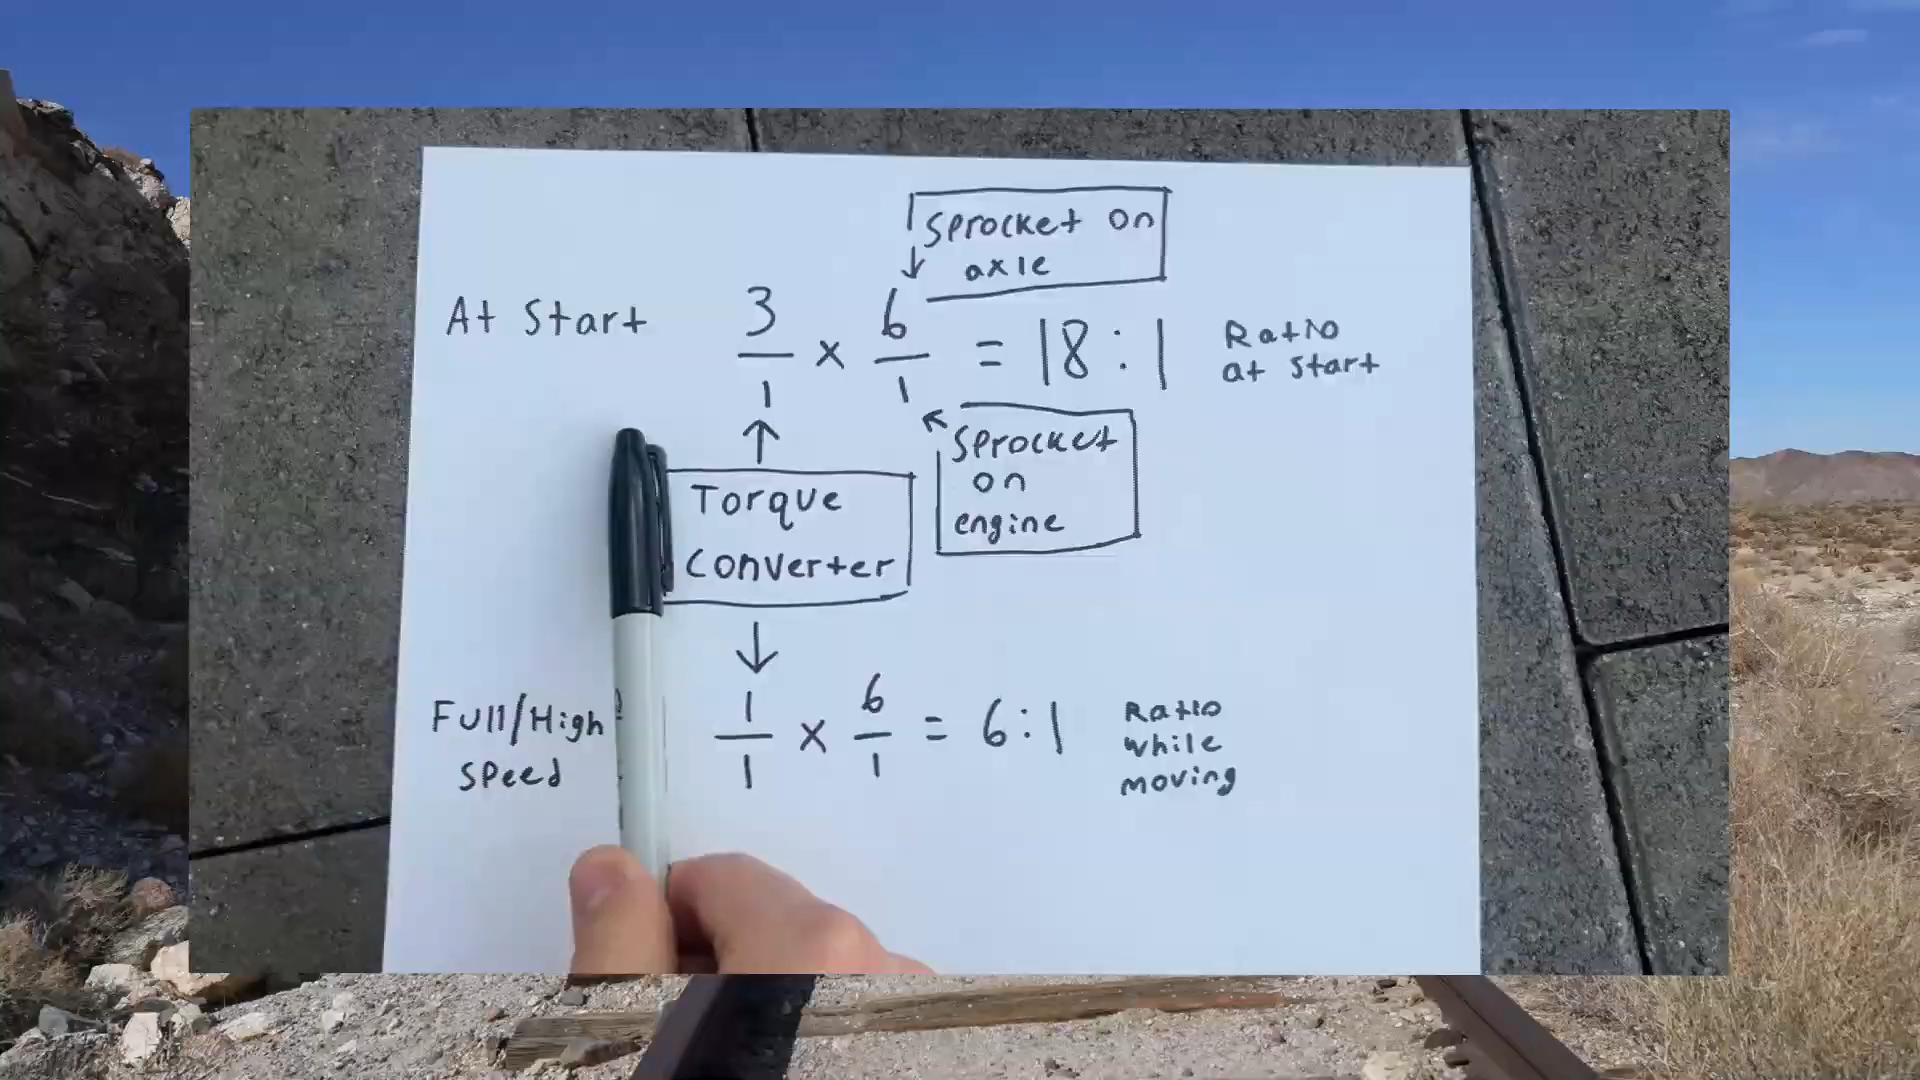 Sprocket on
axle
At Start 3/1 x 6/1 = 18:1 Ratio
at start
Sprocket
on
engine
Torque
Converter
Full/High
Speed
1/1 x 6/1 = 6:1
Ratio
while
moving